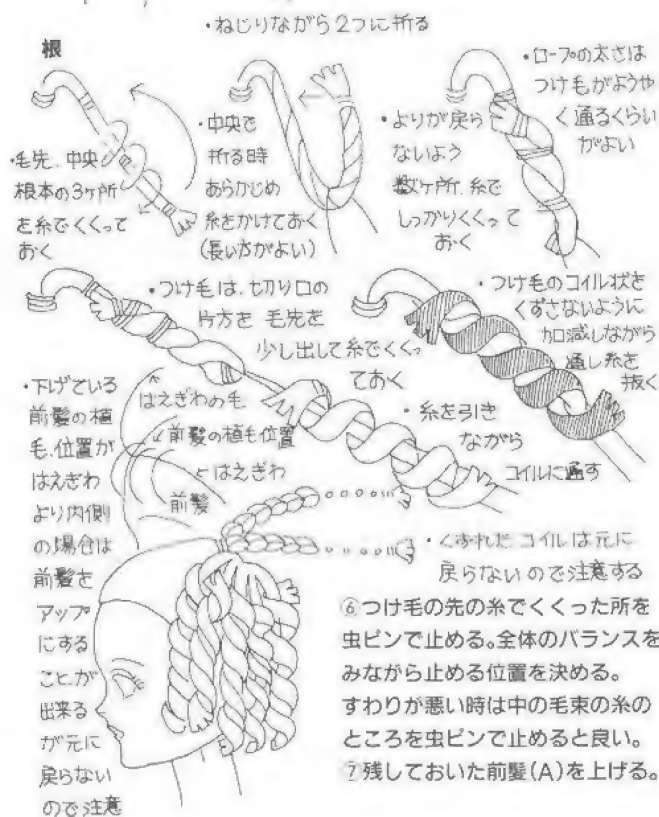 ・ねじりながら2つに折る
根
・毛先、中央
根本の3ヶ所
を糸でくくって
おく
・中央で
折る時
あらかじめ
糸をかけておく
(長い方がよい)
・よりが戻ら
ないよう
数ヶ所、糸で
しっかりくくって
おく
・ロープの太さは
つけ毛がようや
く通るくらい
がよい
・つけ毛は、切り口の
片方を 毛先を
少し出して糸でくくっ
ておく
・つけ毛のコイル状を
くずさないように
加減しながら
通し糸を
抜く
・糸を引き
ながら
コイルに通す
・下げている
前髪の植
毛、位置が
はえぎわ
より内側
の場合は
前髪を
アップ
にする
ことが
出来る
が元に
戻らない
ので注意
はえぎわの毛
前髪の植毛位置
はえぎわ
前髪
・くずれたコイルは元に
戻らないので注意する
⑥つけ毛の先の糸でくくった所を
虫ピンで止める。全体のバランスを
みながら止める位置を決める。
すわりが悪い時は中の毛束の糸の
ところを虫ピンで止めると良い。
⑦残しておいた前髪(A)を上げる。